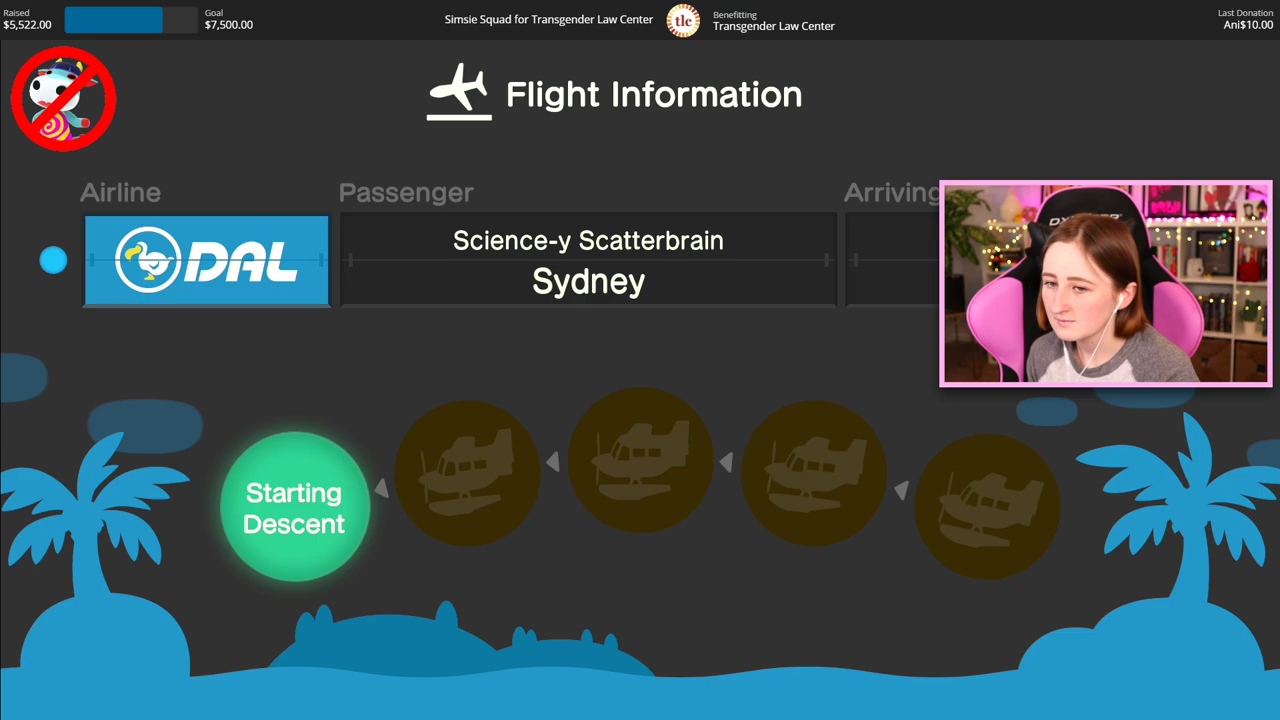 Raised
$5,522.00
Goal
$7,500.00
Simsie Squad for Transgender Law Center
tlc
Benefitting
Transgender Law Center
Last Donation
Ani$10.00
Flight Information
Airline
Passenger
Arriving
DAL
Science-y Scatterbrain
Sydney
Starting
Descent